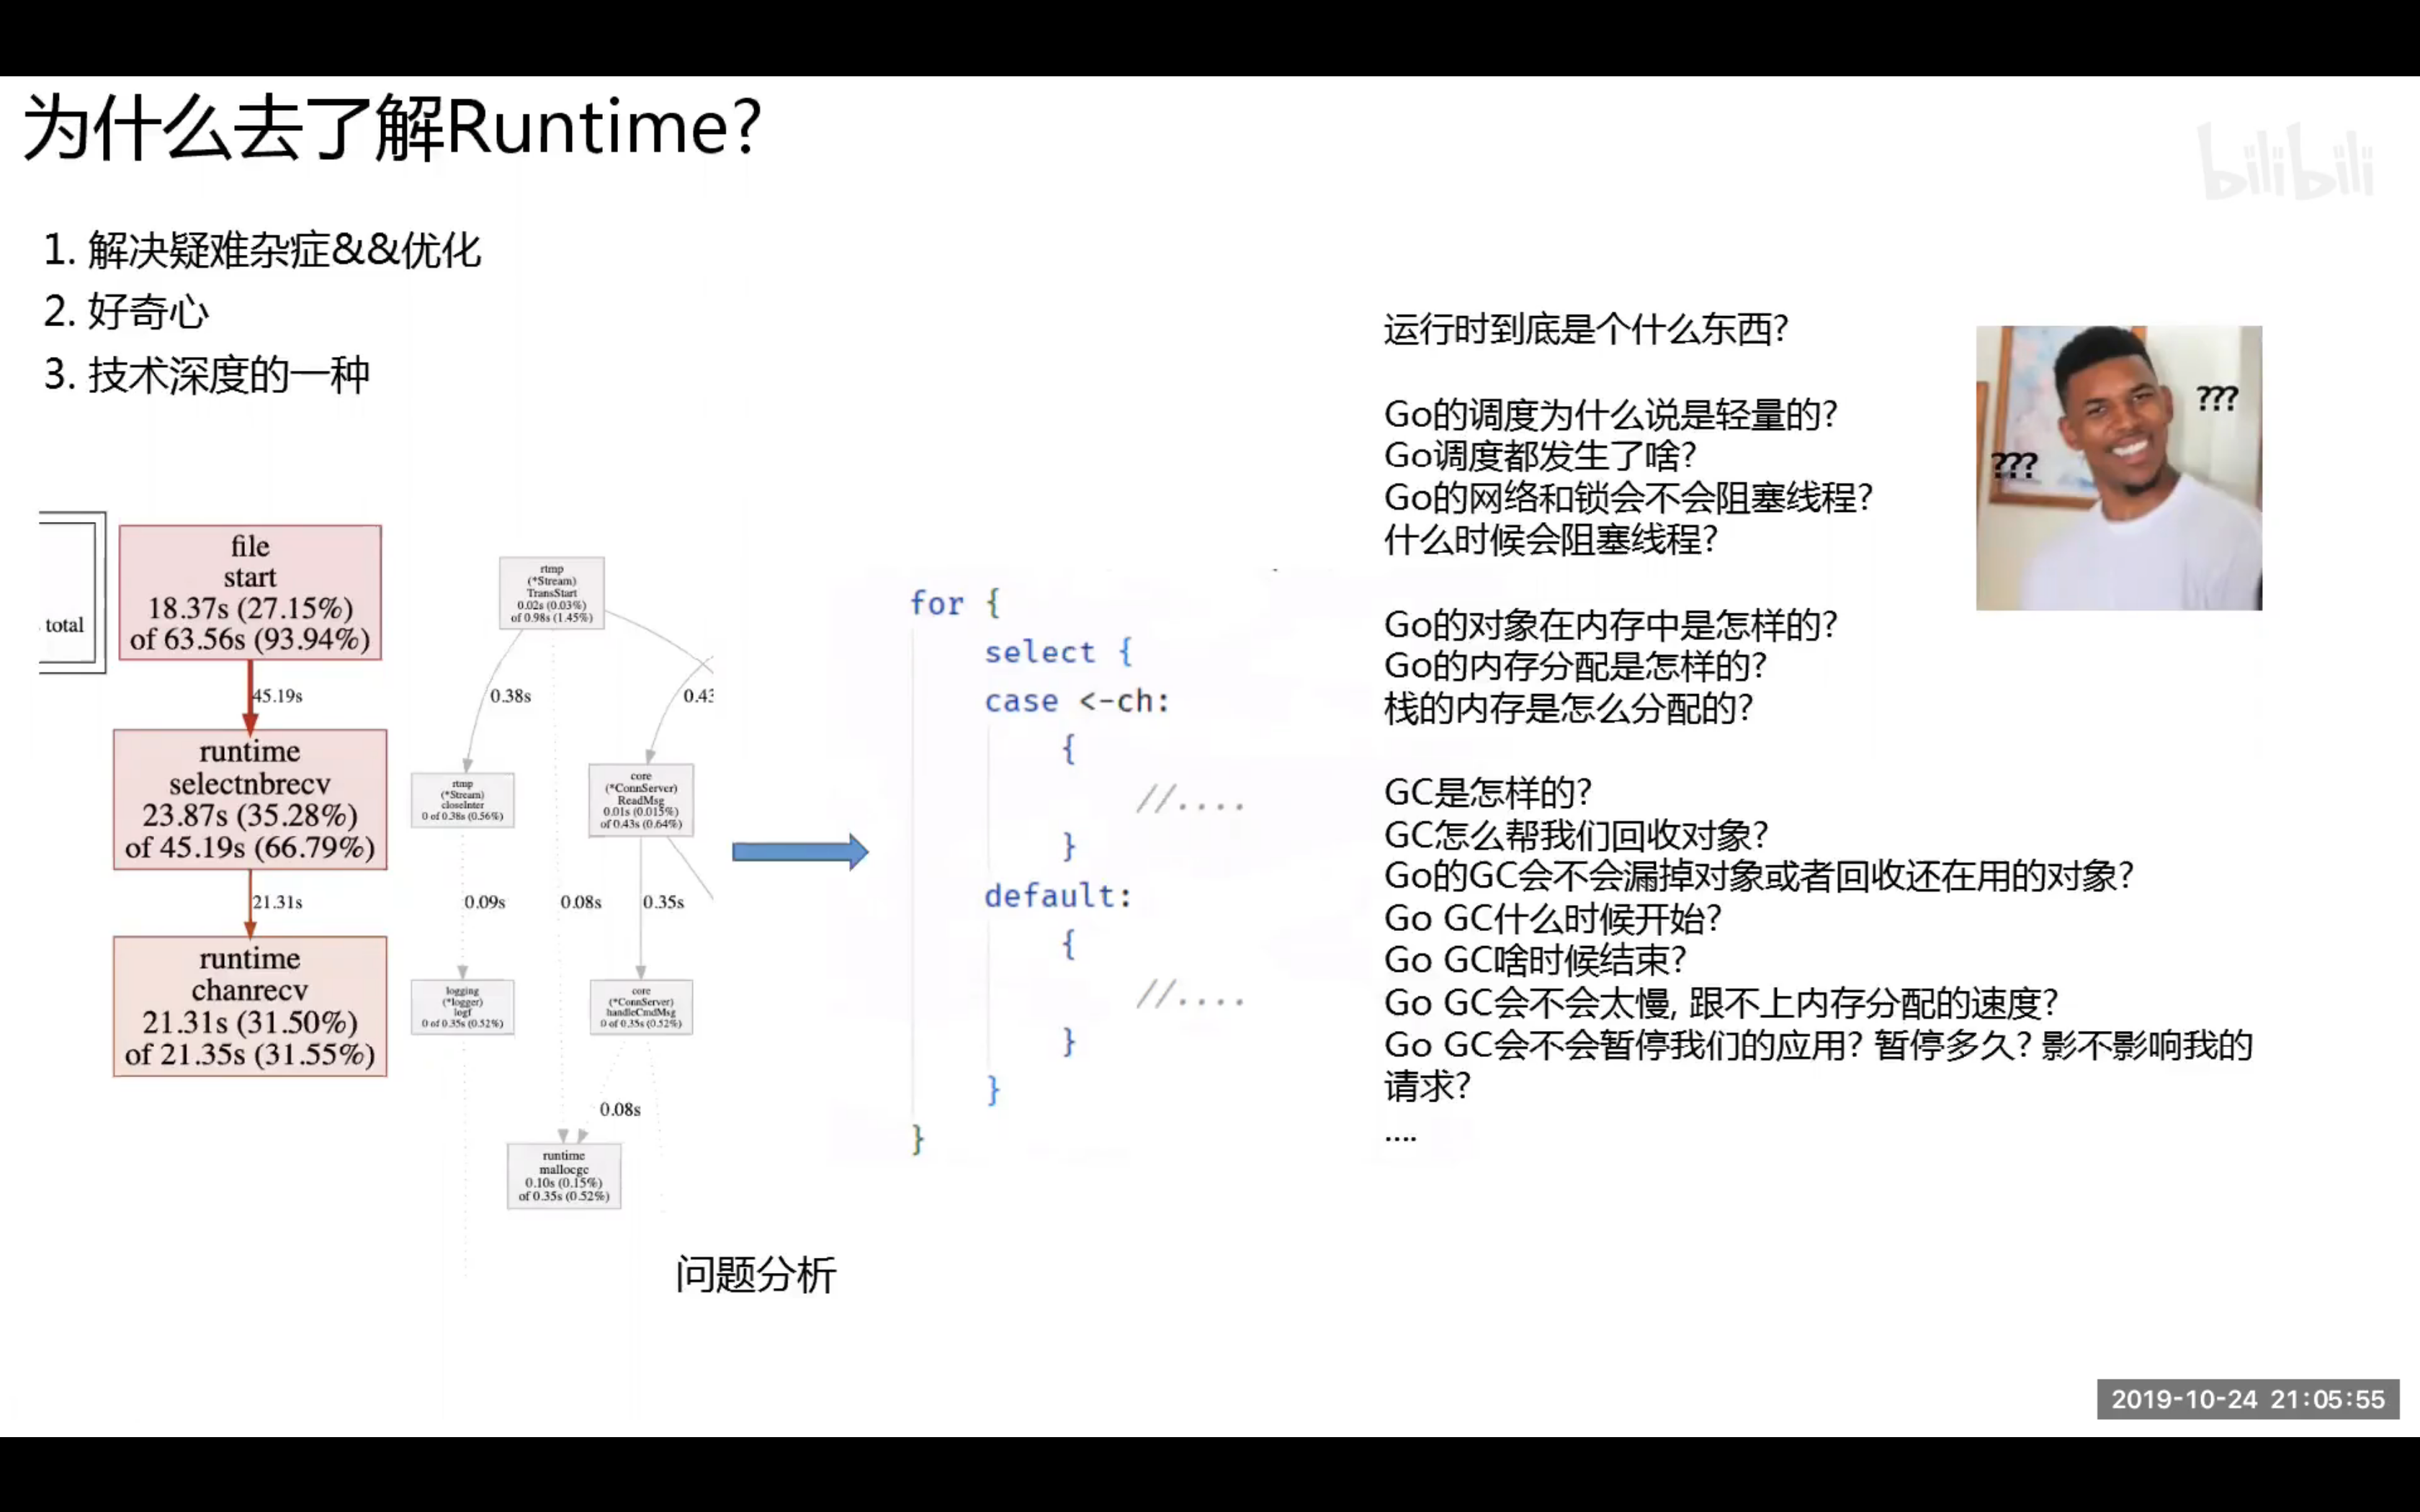 为什么去了解Runtime?
bilibili
1. 解决疑难杂症&&优化
2. 好奇心
3. 技术深度的一种
total
file
start
18.37s (27.15%)
of 63.56s (93.94%)
45.19s
runtime
selectnbrecv
23.87s (35.28%)
of 45.19s (66.79%)
21.31s
runtime
chanrecv
21.31s (31.50%)
of 21.35s (31.55%)
rtmp
(*Stream)
TransStart
0.02s (0.03%)
of 0.98s (1.45%)
0.38s
0.43
rtmp
(*Stream)
closeInter
0 of 0.38s (0.56%)
core
(*ConnServer)
ReadMsg
0.01s (0.015%)
of 0.43s (0.64%)
0.09s
0.08s
0.35s
logging
(*logger)
logf
0 of 0.35s (0.52%)
core
(*ConnServer)
handleCmdMsg
0 of 0.35s (0.52%)
0.08s
runtime
mallocgc
0.10s (0.15%)
of 0.35s (0.52%)
for {
select {
case <-ch:
{
//....
}
default:
{
//....
}
}
}
问题分析
运行时到底是个什么东西?
Go的调度为什么说是轻量的?
Go调度都发生了啥?
Go的网络和锁会不会阻塞线程?
什么时候会阻塞线程?
Go的对象在内存中是怎样的?
Go的内存分配是怎样的?
栈的内存是怎么分配的?
GC是怎样的?
GC怎么帮我们回收对象?
Go的GC会不会漏掉对象或者回收还在用的对象?
Go GC什么时候开始?
Go GC啥时候结束?
Go GC会不会太慢, 跟不上内存分配的速度?
Go GC会不会暂停我们的应用? 暂停多久? 影不影响我的
请求?
....
???
???
2019-10-24 21:05:55